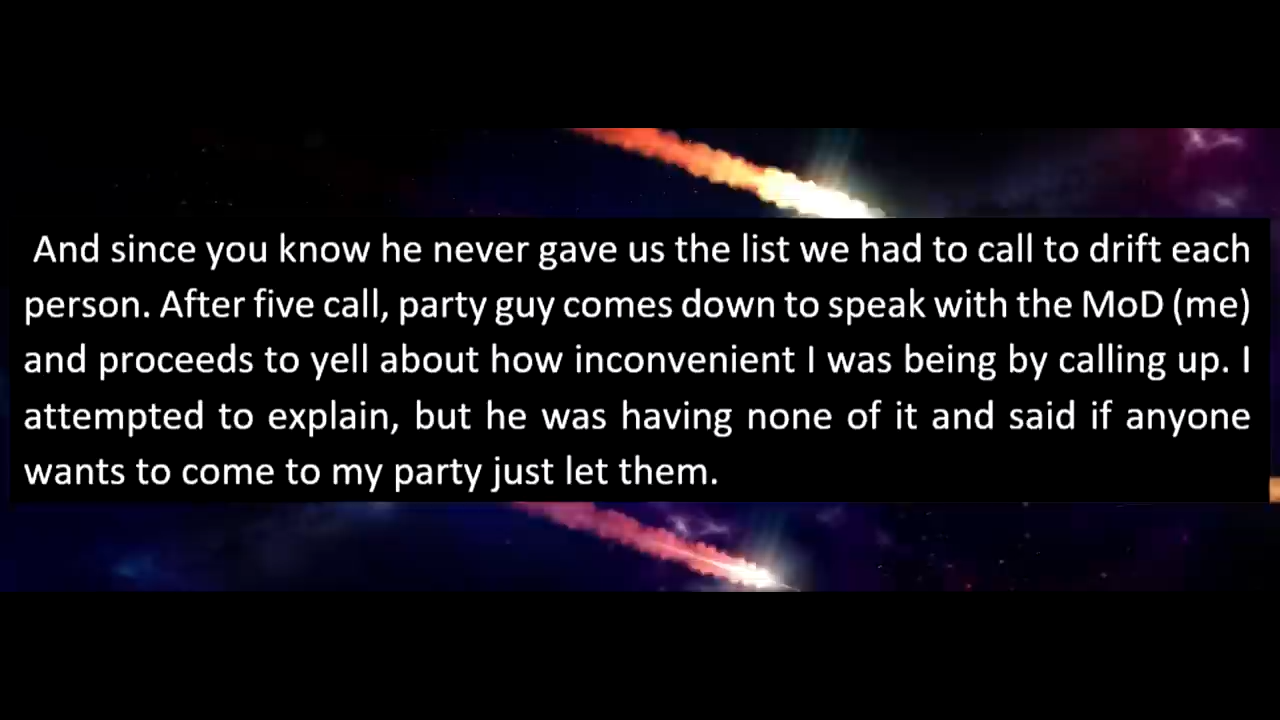 And since you know he never gave us the list we had to call to drift each
person. After five call, party guy comes down to speak with the MoD (me)
and proceeds to yell about how inconvenient I was being by calling up. I
attempted to explain, but he was having none of it and said if anyone
wants to come to my party just let them.